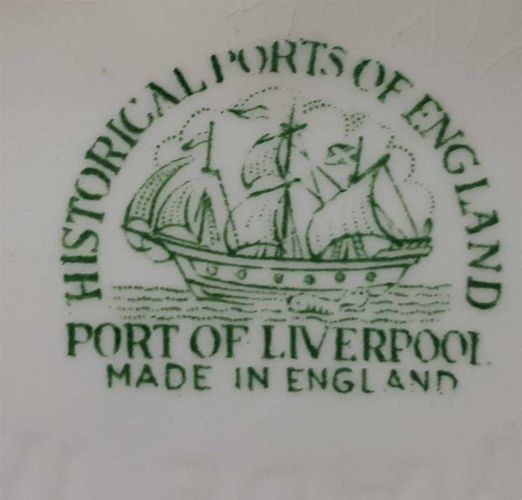 HISTORICAL PORTS OF ENGLAND
PORT OF LIVERPOOL
MADE IN ENGLAND